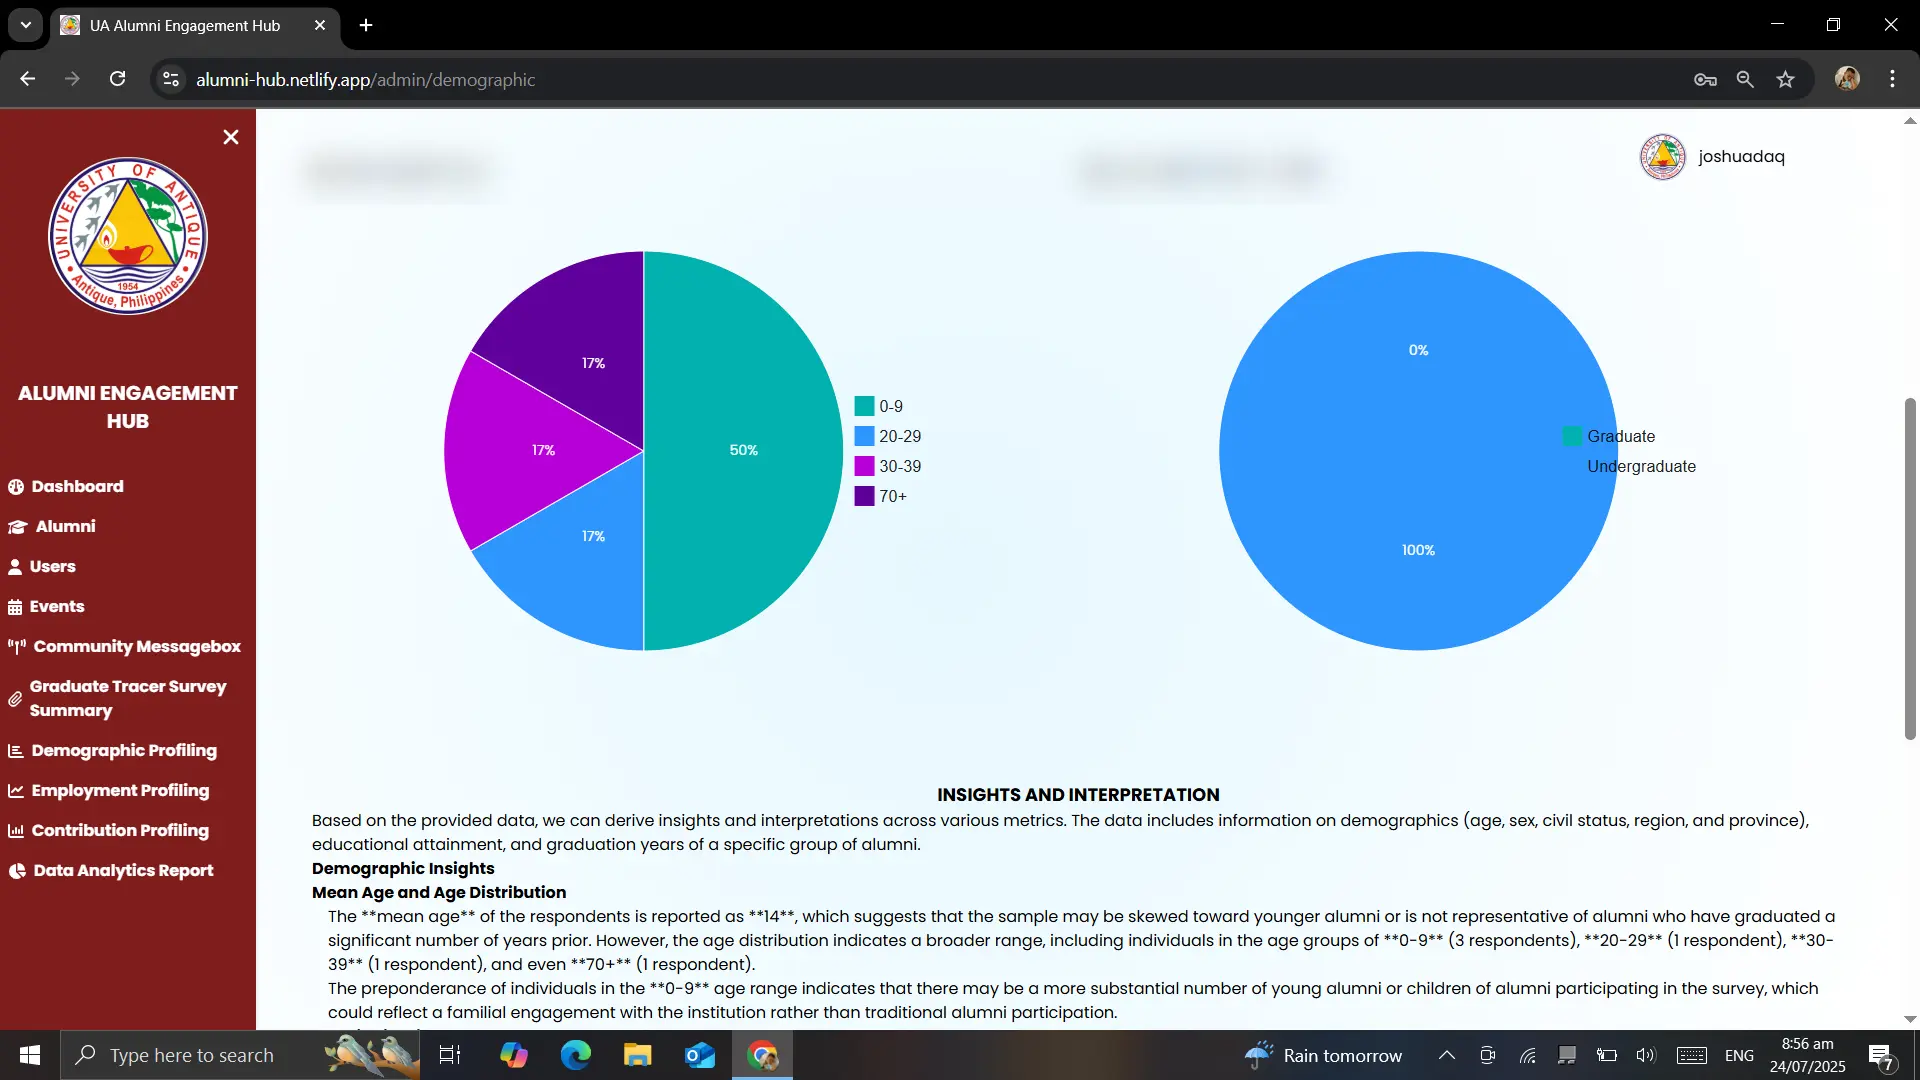 UA Alumni Engagement Hub
alumni-hub.netlify.app/admin/demographic
UNIVERSITY OF ANTIQUE
1954
Antique, Philippines
ALUMNI ENGAGEMENT
HUB
Dashboard
Alumni
Users
Events
Community Messagebox
Graduate Tracer Survey
Summary
Demographic Profiling
Employment Profiling
Contribution Profiling
Data Analytics Report
joshuadaq
17%
17%
50%
17%
0-9
20-29
30-39
70+
0%
100%
Graduate
Undergraduate
INSIGHTS AND INTERPRETATION
Based on the provided data, we can derive insights and interpretations across various metrics. The data includes information on demographics (age, sex, civil status, region, and province),
educational attainment, and graduation years of a specific group of alumni.
Demographic Insights
Mean Age and Age Distribution
The **mean age** of the respondents is reported as **14**, which suggests that the sample may be skewed toward younger alumni or is not representative of alumni who have graduated a
significant number of years prior. However, the age distribution indicates a broader range, including individuals in the age groups of **0-9** (3 respondents), **20-29** (1 respondent), **30-
39** (1 respondent), and even **70+** (1 respondent).
The preponderance of individuals in the **0-9** age range indicates that there may be a more substantial number of young alumni or children of alumni participating in the survey, which
could reflect a familial engagement with the institution rather than traditional alumni participation.
Type here to search
Rain tomorrow
ENG
8:56 am
24/07/2025
7